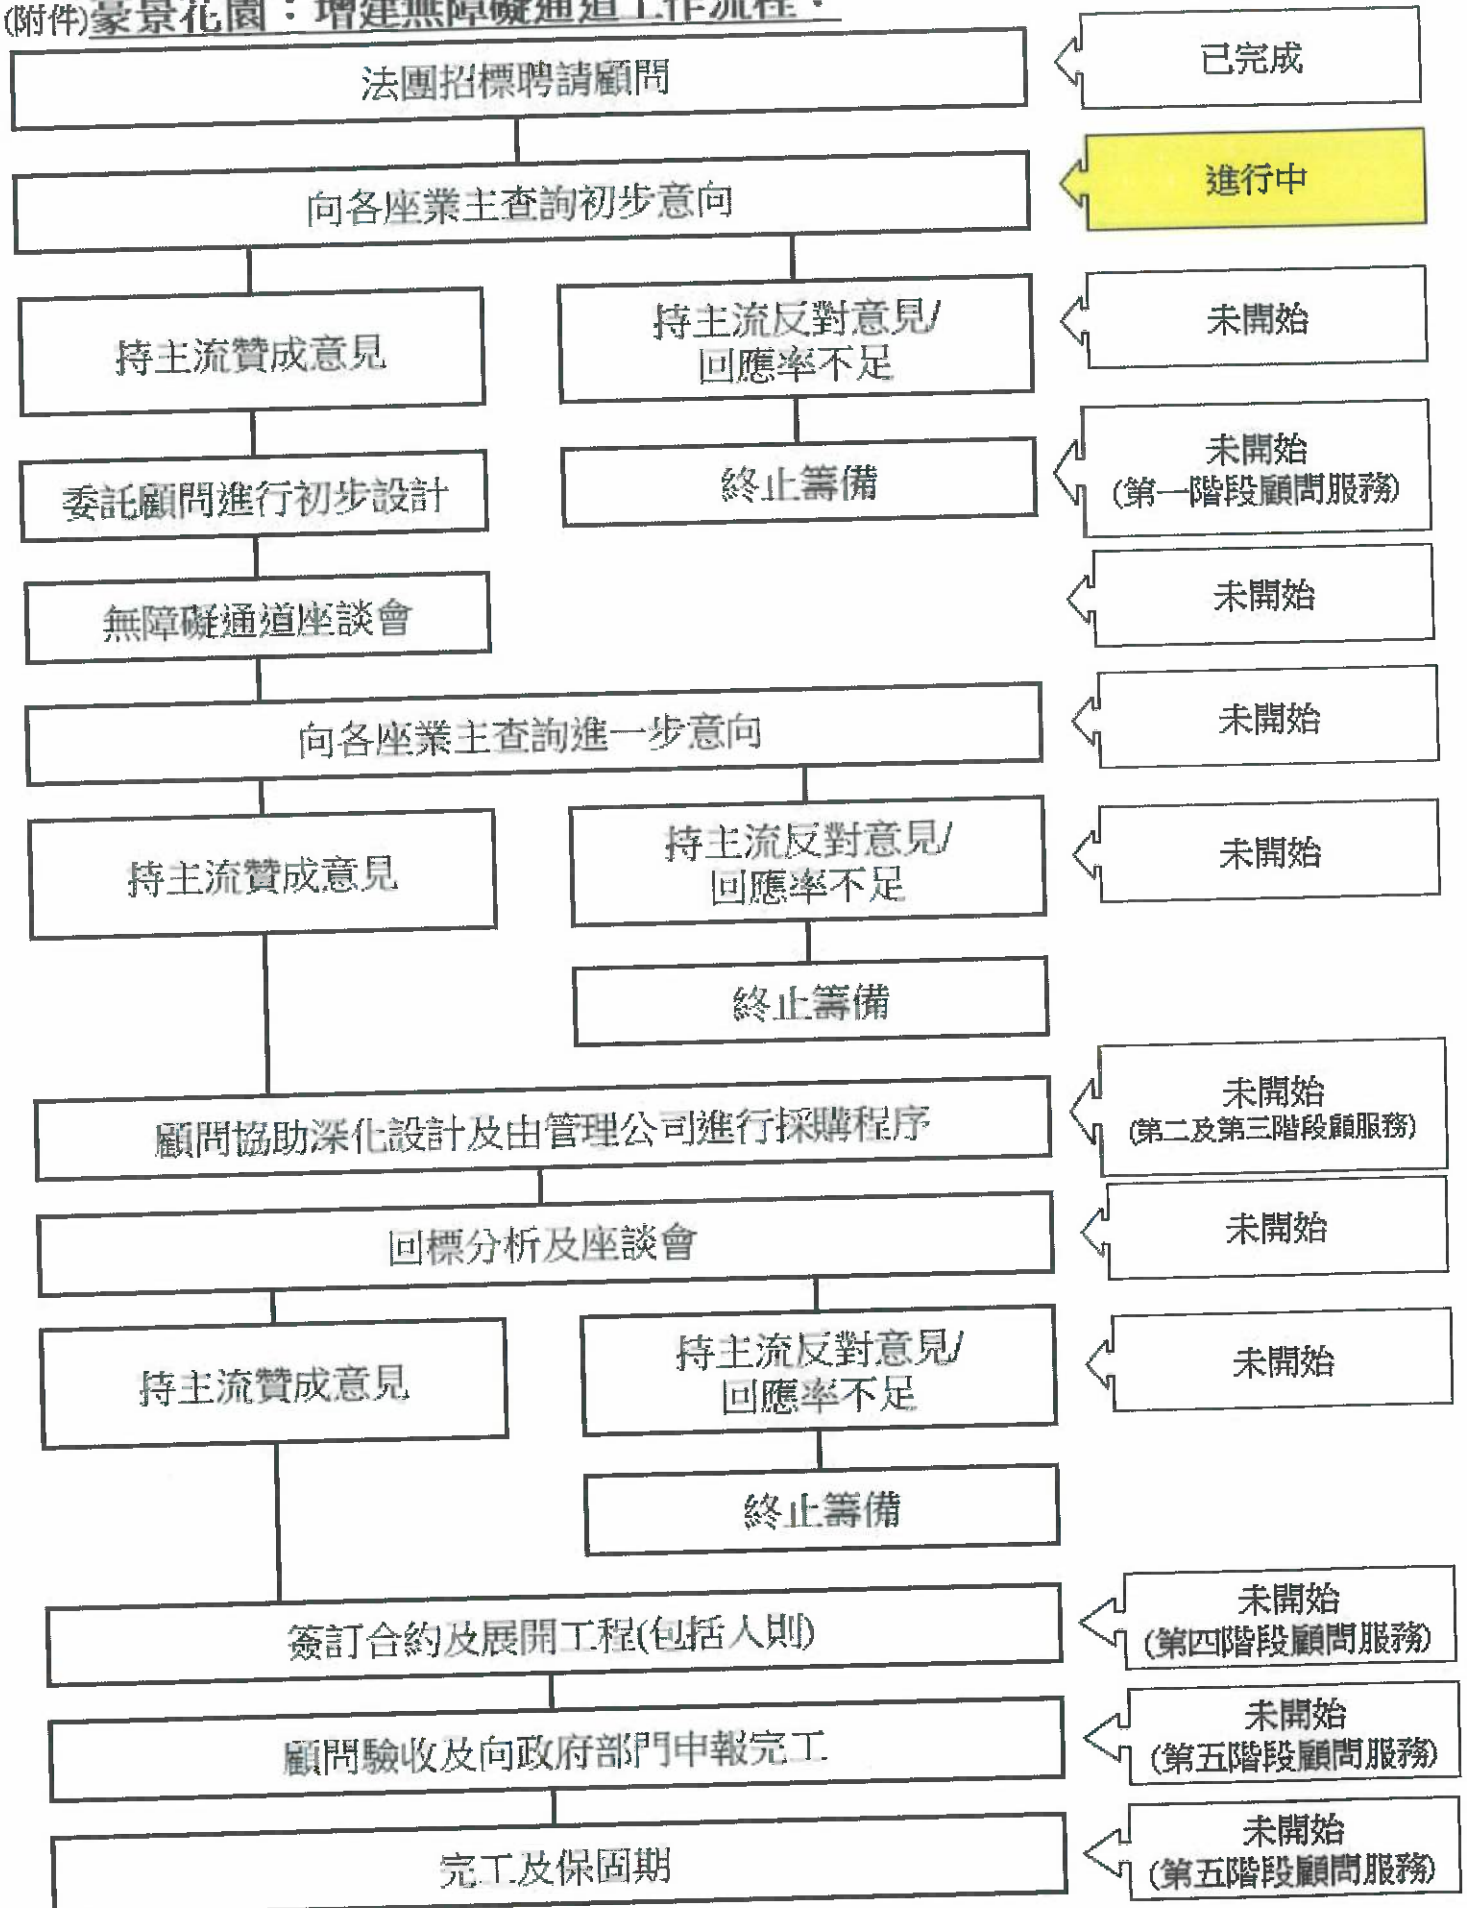 (附件)豪景花園：增建無障礙通道工作流程：
法團招標聘請顧問
已完成
向各座業主查詢初步意向
進行中
持主流贊成意見
持主流反對意見/
回應率不足
未開始
委託顧問進行初步設計
終止籌備
未開始
(第一階段顧問服務)
無障礙通道座談會
未開始
向各座業主查詢進一步意向
未開始
持主流贊成意見
持主流反對意見/
回應率不足
未開始
終止籌備
顧問協助深化設計及由管理公司進行採購程序
未開始
(第二及第三階段顧服務)
回標分析及座談會
未開始
持主流贊成意見
持主流反對意見/
回應率不足
未開始
終止籌備
簽訂合約及展開工程(包括入則)
未開始
(第四階段顧問服務)
顧問驗收及向政府部門申報完工
未開始
(第五階段顧問服務)
完工及保固期
未開始
(第五階段顧問服務)